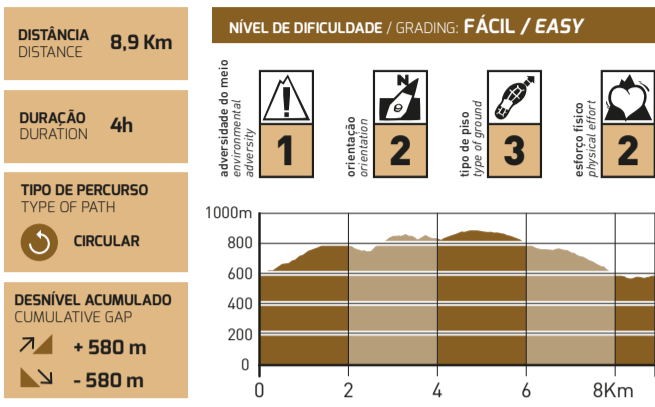 DISTÂNCIA
DISTANCE
8,9 Km
DURAÇÃO
DURATION
4h
TIPO DE PERCURSO
TYPE OF PATH
CIRCULAR
DESNÍVEL ACUMULADO
CUMULATIVE GAP
+ 580 m
- 580 m
NÍVEL DE DIFICULDADE / GRADING: FÁCIL / EASY
adversidade do meio
environmental
adversity
1
orientação
orientation
N
2
tipo de piso
type of ground
3
esforço físico
physical effort
2
1000m
800
600
400
200
0
0 2 4 6 8Km